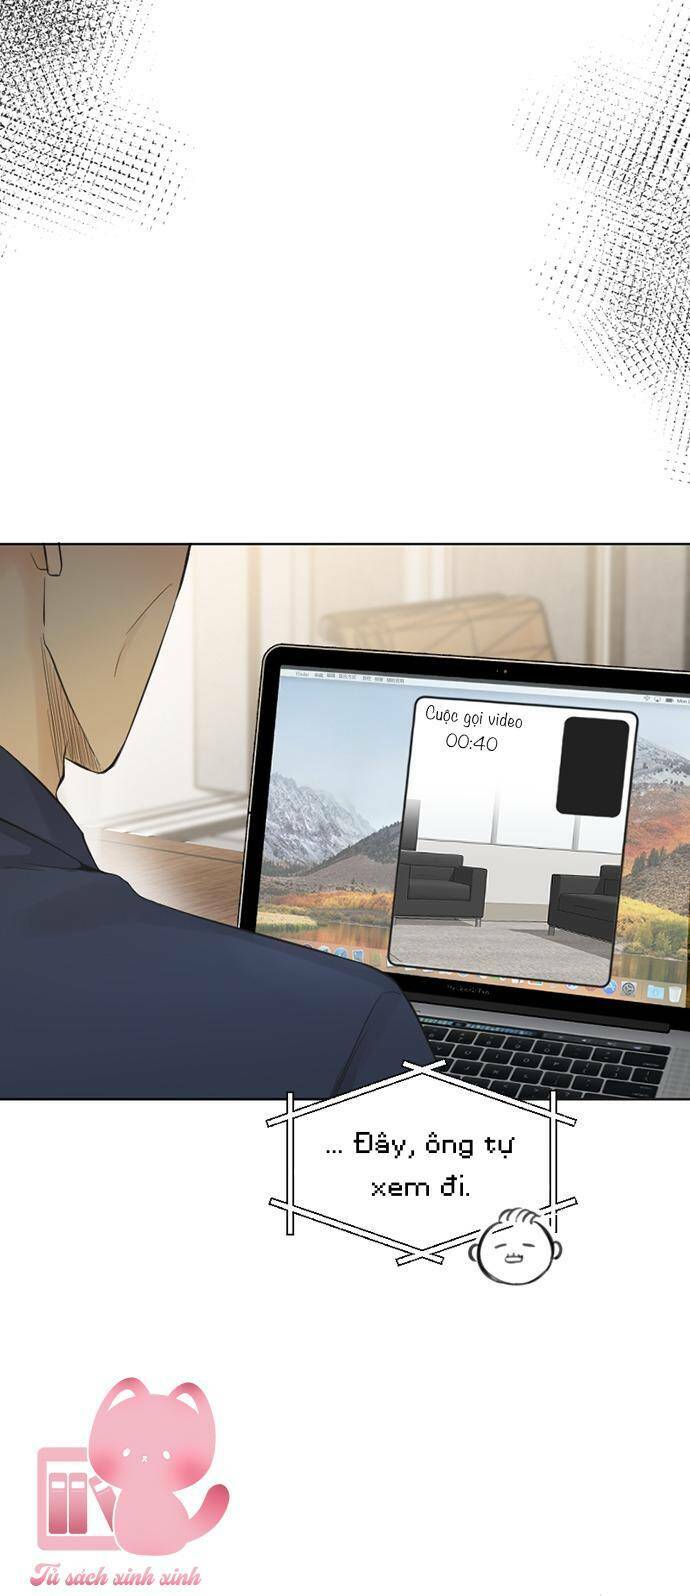 Cuộc gọi video
00:40
... Đây, ông tự
xem đi.
Tủ sách xinh xinh